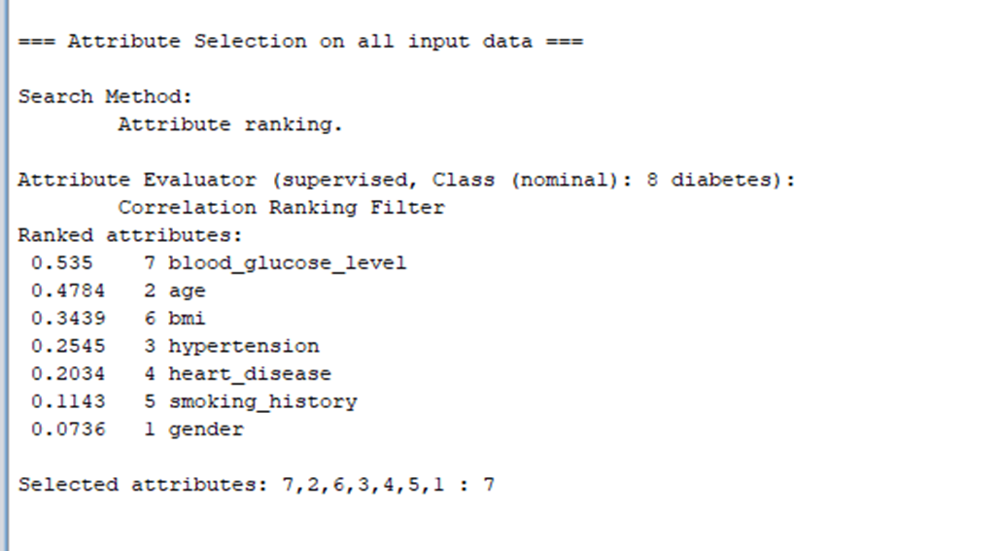 === Attribute Selection on all input data ===
Search Method:
Attribute ranking.
Attribute Evaluator (supervised, Class (nominal): 8 diabetes):
Correlation Ranking Filter
Ranked attributes:
0.535 7 blood_glucose_level
0.4784 2 age
0.3439 6 bmi
0.2545 3 hypertension
0.2034 4 heart_disease
0.1143 5 smoking_history
0.0736 1 gender
Selected attributes: 7,2,6,3,4,5,1 : 7